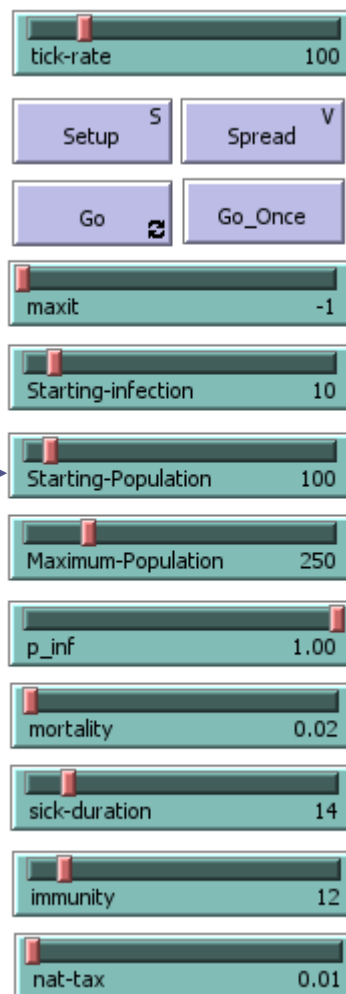 tick-rate 100
Setup S Spread V
Go Go_Once
maxit -1
Starting-infection 10
Starting-Population 100
Maximum-Population 250
p_inf 1.00
mortality 0.02
sick-duration 14
immunity 12
nat-tax 0.01